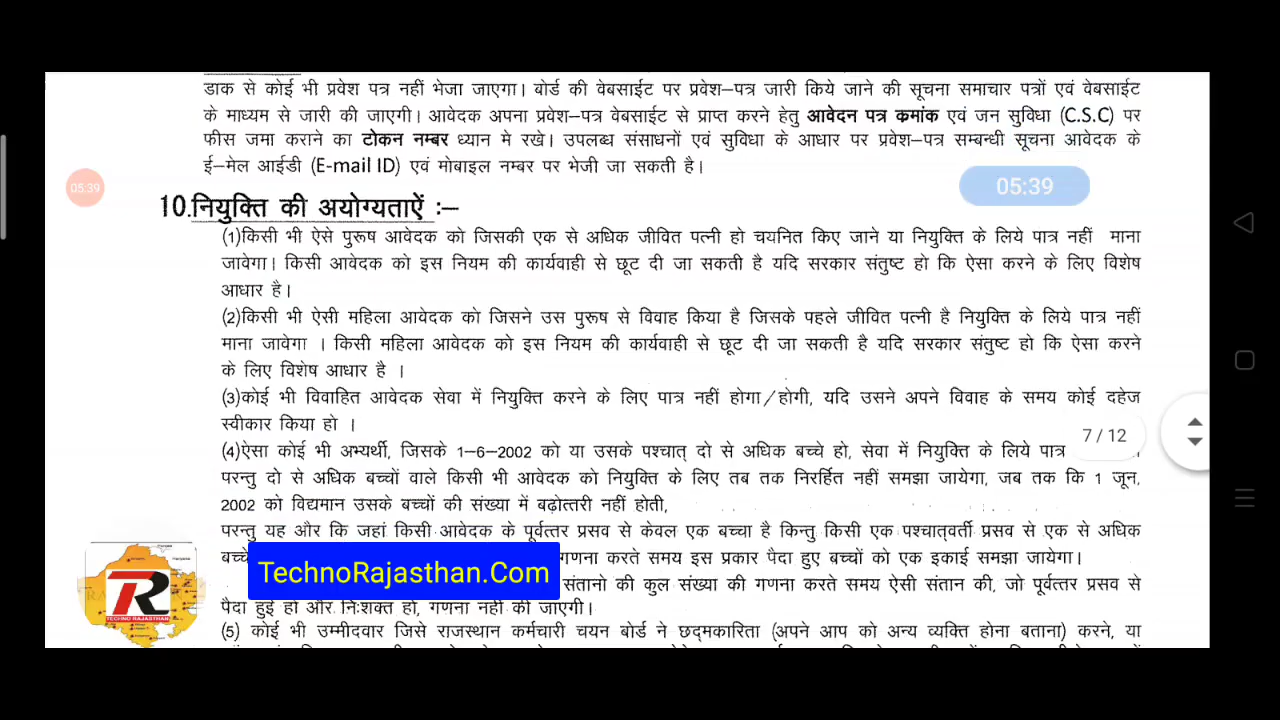 डाक से कोई भी प्रवेश पत्र नहीं भेजा जाएगा। बोर्ड की वेबसाईट पर प्रवेश–पत्र जारी किये जाने की सूचना समाचार पत्रों एवं वेबसाईट
के माध्यम से जारी की जाएगी। आवेदक अपना प्रवेश–पत्र वेबसाईट से प्राप्त करने हेतु आवेदन पत्र क्रमांक एवं जन सुविधा (C.S.C) पर
फीस जमा कराने का टोकन नम्बर ध्यान मे रखे। उपलब्ध संसाधनों एवं सुविधा के आधार पर प्रवेश–पत्र सम्बन्धी सूचना आवेदक के
ई–मेल आईडी (E-mail ID) एवं मोबाइल नम्बर पर भेजी जा सकती है।
05:39
05:39
10.नियुक्ति की अयोग्यताऐं :–
(1)किसी भी ऐसे पुरूष आवेदक को जिसकी एक से अधिक जीवित पत्नी हो चयनित किए जाने या नियुक्ति के लिये पात्र नहीं माना
जावेगा। किसी आवेदक को इस नियम की कार्यवाही से छूट दी जा सकती है यदि सरकार संतुष्ट हो कि ऐसा करने के लिए विशेष
आधार है।
(2)किसी भी ऐसी महिला आवेदक को जिसने उस पुरूष से विवाह किया है जिसके पहले जीवित पत्नी है नियुक्ति के लिये पात्र नहीं
माना जावेगा । किसी महिला आवेदक को इस नियम की कार्यवाही से छूट दी जा सकती है यदि सरकार संतुष्ट हो कि ऐसा करने
के लिए विशेष आधार है ।
(3)कोई भी विवाहित आवेदक सेवा में नियुक्ति करने के लिए पात्र नहीं होगा/होगी, यदि उसने अपने विवाह के समय कोई दहेज
स्वीकार किया हो ।
7 / 12
(4)ऐसा कोई भी अभ्यर्थी, जिसके 1–6–2002 को या उसके पश्चात् दो से अधिक बच्चे हो, सेवा में नियुक्ति के लिये पात्र
परन्तु दो से अधिक बच्चों वाले किसी भी आवेदक को नियुक्ति के लिए तब तक निरर्हित नहीं समझा जायेगा, जब तक कि 1 जून,
2002 को विद्यमान उसके बच्चों की संख्या में बढ़ोत्तरी नहीं होती,
परन्तु यह और कि जहां किसी आवेदक के पूर्वत्तर प्रसव से केवल एक बच्चा है किन्तु किसी एक पश्चात्वर्ती प्रसव से एक से अधिक
बच्चे गणना करते समय इस प्रकार पैदा हुए बच्चों को एक इकाई समझा जायेगा।
TechnoRajasthan.Com
संतानो की कुल संख्या की गणना करते समय ऐसी संतान की, जो पूर्वत्तर प्रसव से
पैदा हुई हो और निःशक्त हो, गणना नही की जाएगी।
TECHNO RAJASTHAN
(5) कोई भी उम्मीदवार जिसे राजस्थान कर्मचारी चयन बोर्ड ने छद्मकारिता (अपने आप को अन्य व्यक्ति होना बताना) करने, या